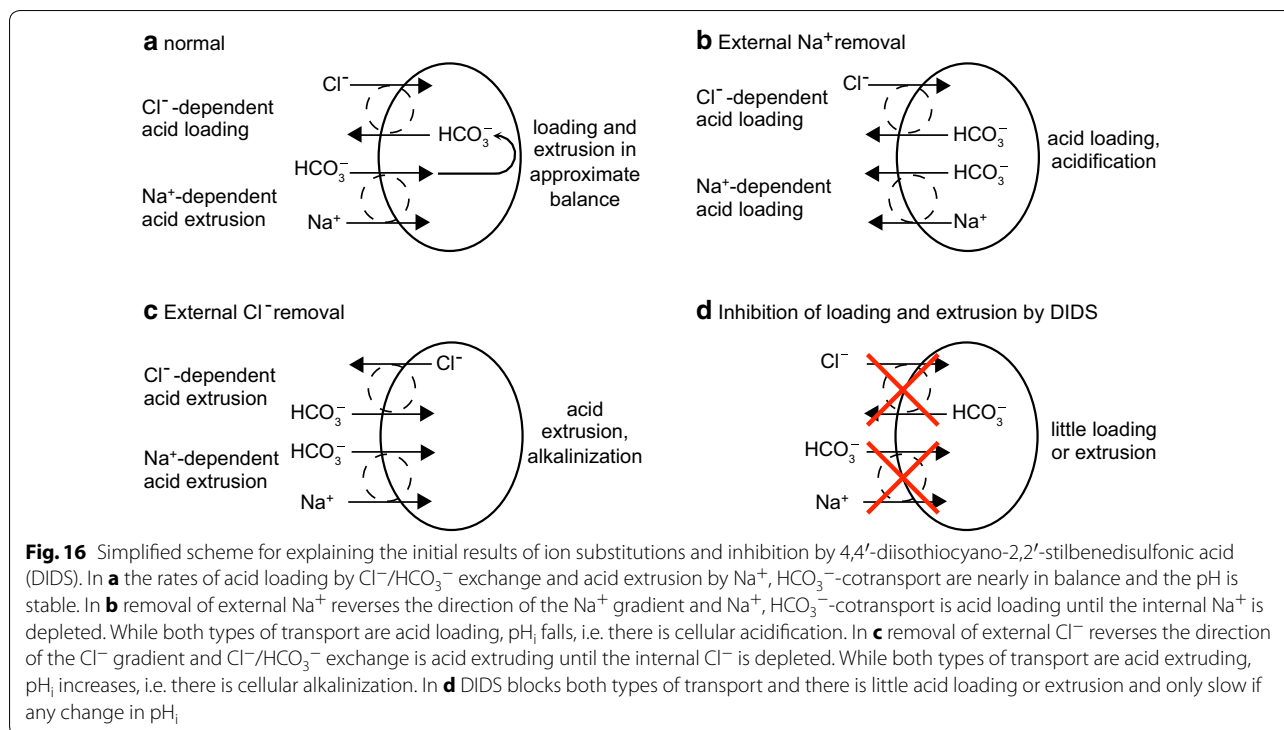 a normal
Cl⁻
Cl⁻-dependent
acid loading
HCO₃⁻
HCO₃⁻
Na⁺-dependent
acid extrusion
Na⁺
loading and
extrusion in
approximate
balance
b External Na⁺ removal
Cl⁻
Cl⁻-dependent
acid loading
HCO₃⁻
HCO₃⁻
Na⁺-dependent
acid loading
Na⁺
acid loading,
acidification
c External Cl⁻ removal
Cl⁻
Cl⁻-dependent
acid extrusion
HCO₃⁻
HCO₃⁻
Na⁺-dependent
acid extrusion
Na⁺
acid
extrusion,
alkalinization
d Inhibition of loading and extrusion by DIDS
Cl⁻
HCO₃⁻
HCO₃⁻
Na⁺
little loading
or extrusion
Fig. 16 Simplified scheme for explaining the initial results of ion substitutions and inhibition by 4,4′-diisothiocyano-2,2′-stilbenedisulfonic acid
(DIDS). In a the rates of acid loading by Cl⁻/HCO₃⁻ exchange and acid extrusion by Na⁺, HCO₃⁻-cotransport are nearly in balance and the pH is
stable. In b removal of external Na⁺ reverses the direction of the Na⁺ gradient and Na⁺, HCO₃⁻-cotransport is acid loading until the internal Na⁺ is
depleted. While both types of transport are acid loading, pHᵢ falls, i.e. there is cellular acidification. In c removal of external Cl⁻ reverses the direction
of the Cl⁻ gradient and Cl⁻/HCO₃⁻ exchange is acid extruding until the internal Cl⁻ is depleted. While both types of transport are acid extruding,
pHᵢ increases, i.e. there is cellular alkalinization. In d DIDS blocks both types of transport and there is little acid loading or extrusion and only slow if
any change in pHᵢ